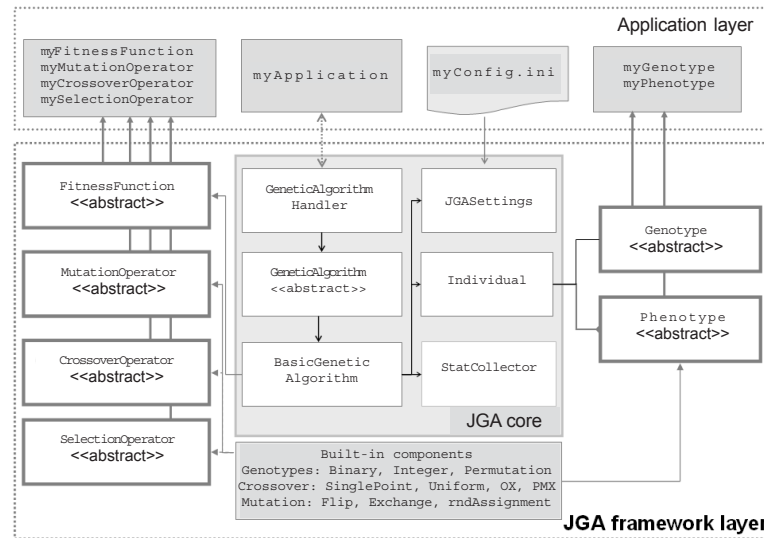 Application layer
myFitnessFunction
myMutationOperator
myCrossoverOperator
mySelectionOperator
myApplication
myConfig.ini
myGenotype
myPhenotype
FitnessFunction
<<abstract>>
MutationOperator
<<abstract>>
CrossoverOperator
<<abstract>>
SelectionOperator
<<abstract>>
GeneticAlgorithm
Handler
GeneticAlgorithm
<<abstract>>
BasicGenetic
Algorithm
JGASettings
Individual
StatCollector
JGA core
Genotype
<<abstract>>
Phenotype
<<abstract>>
Built-in components
Genotypes: Binary, Integer, Permutation
Crossover: SinglePoint, Uniform, OX, PMX
Mutation: Flip, Exchange, rndAssignment
JGA framework layer